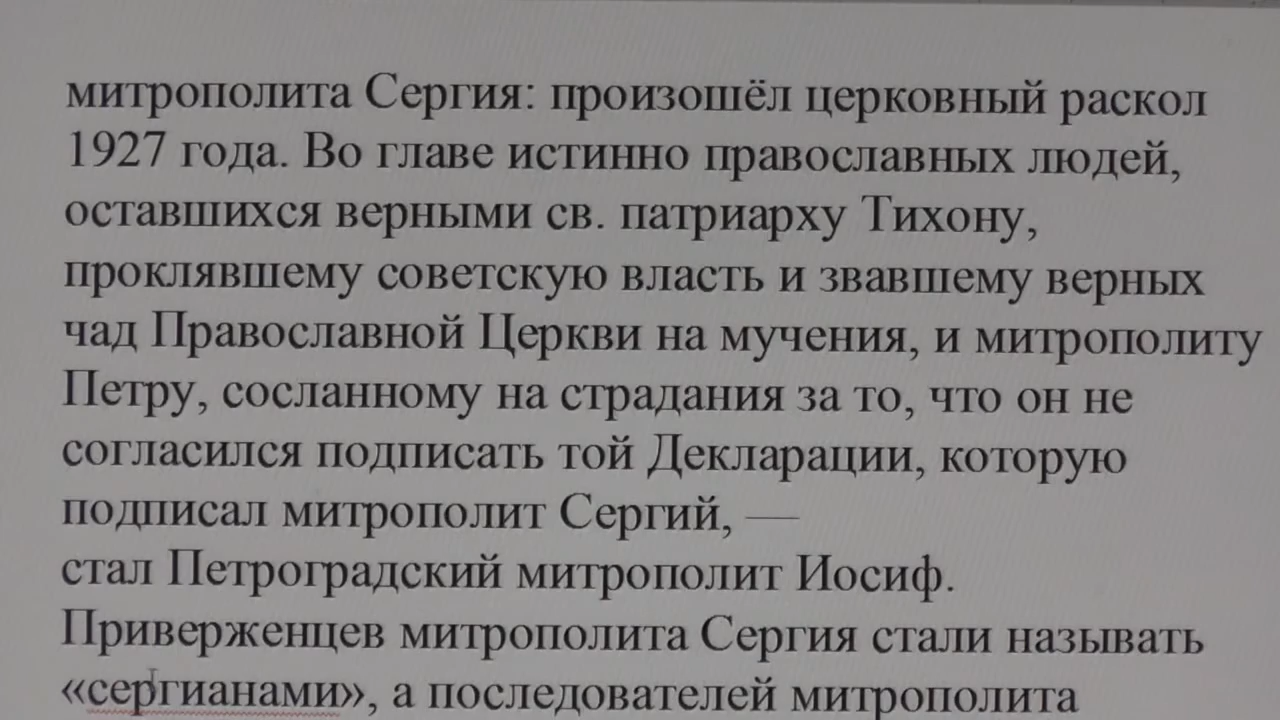 митрополита Сергия: произошёл церковный раскол
1927 года. Во главе истинно православных людей,
оставшихся верными св. патриарху Тихону,
проклявшему советскую власть и звавшему верных
чад Православной Церкви на мучения, и митрополиту
Петру, сосланному на страдания за то, что он не
согласился подписать той Декларации, которую
подписал митрополит Сергий, —
стал Петроградский митрополит Иосиф.
Приверженцев митрополита Сергия стали называть
«сергианами», а последователей митрополита